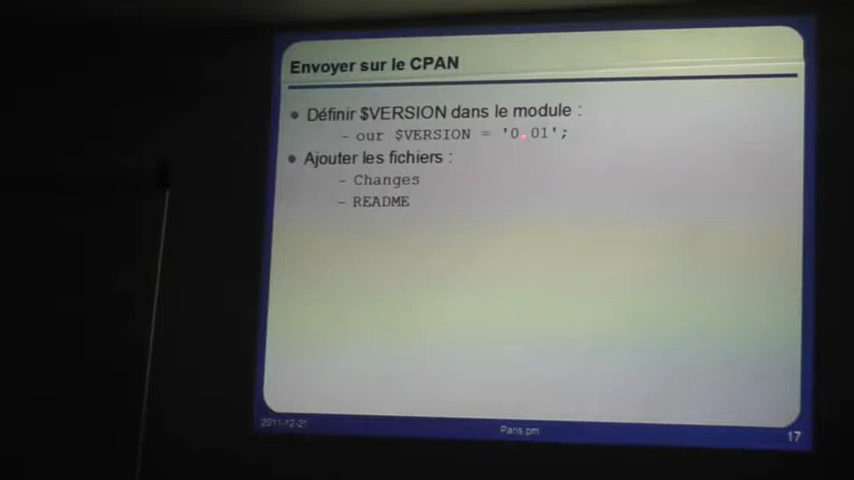 Envoyer sur le CPAN
• Définir $VERSION dans le module :
– our $VERSION = '0.01';
• Ajouter les fichiers :
– Changes
– README
2011-12-21
Paris.pm
17